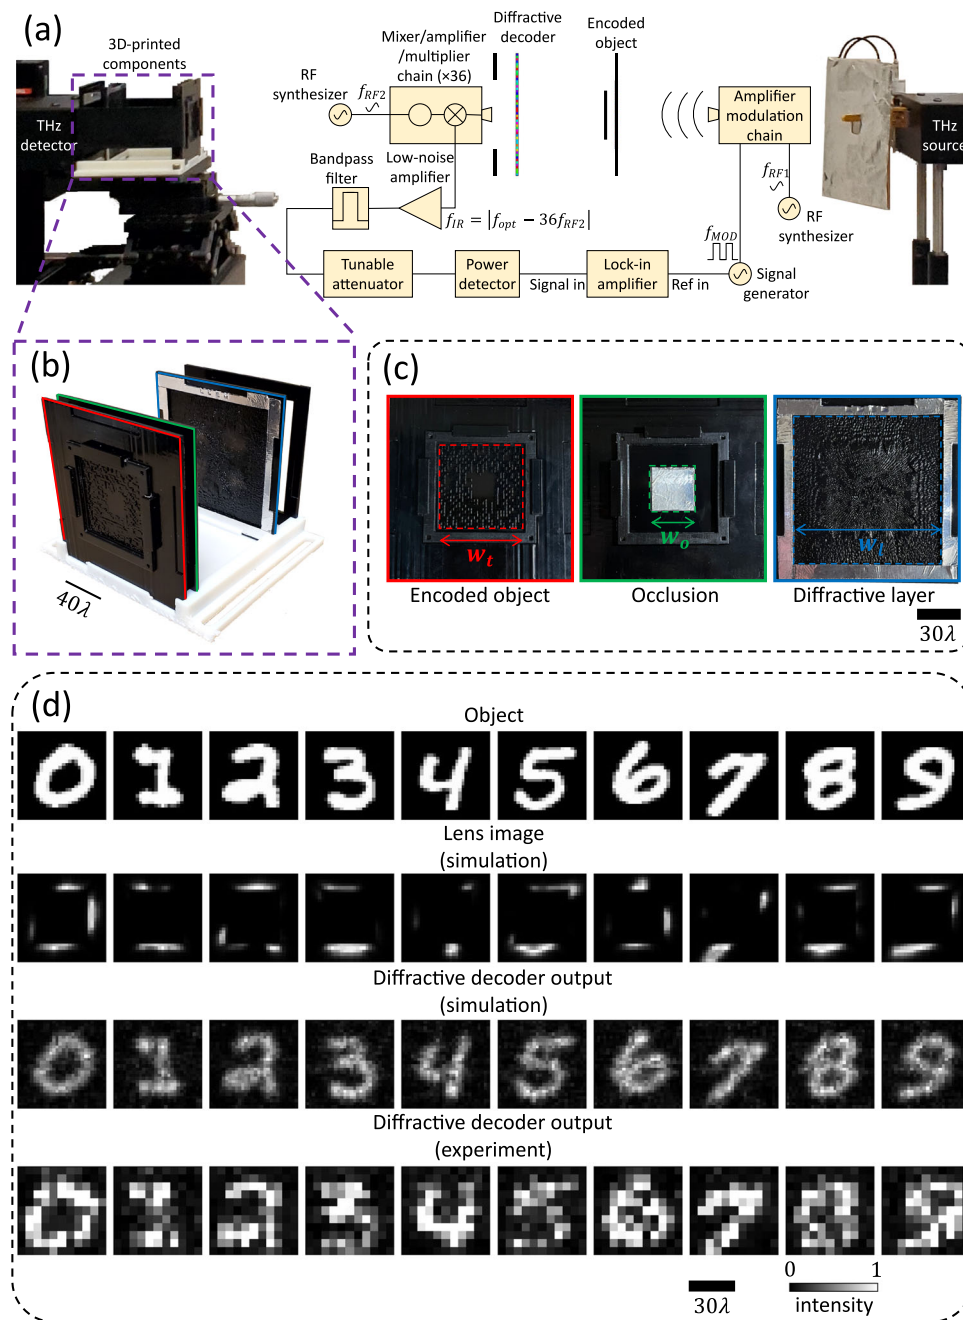 (a)
3D-printed
components
THz
detector
RF
synthesizer
f_RF2
Mixer/amplifier
/multiplier
chain (×36)
Diffractive
decoder
Encoded
object
Amplifier
modulation
chain
THz
source
Bandpass
filter
Low-noise
amplifier
f_IR = |f_opt − 36f_RF2|
f_RF1
RF
synthesizer
f_MOD
Tunable
attenuator
Power
detector
Signal in
Lock-in
amplifier
Ref in
Signal
generator
(b)
40λ
(c)
w_t
w_o
w_l
Encoded object
Occlusion
Diffractive layer
30λ
(d)
Object
Lens image
(simulation)
Diffractive decoder output
(simulation)
Diffractive decoder output
(experiment)
30λ
0 1
intensity